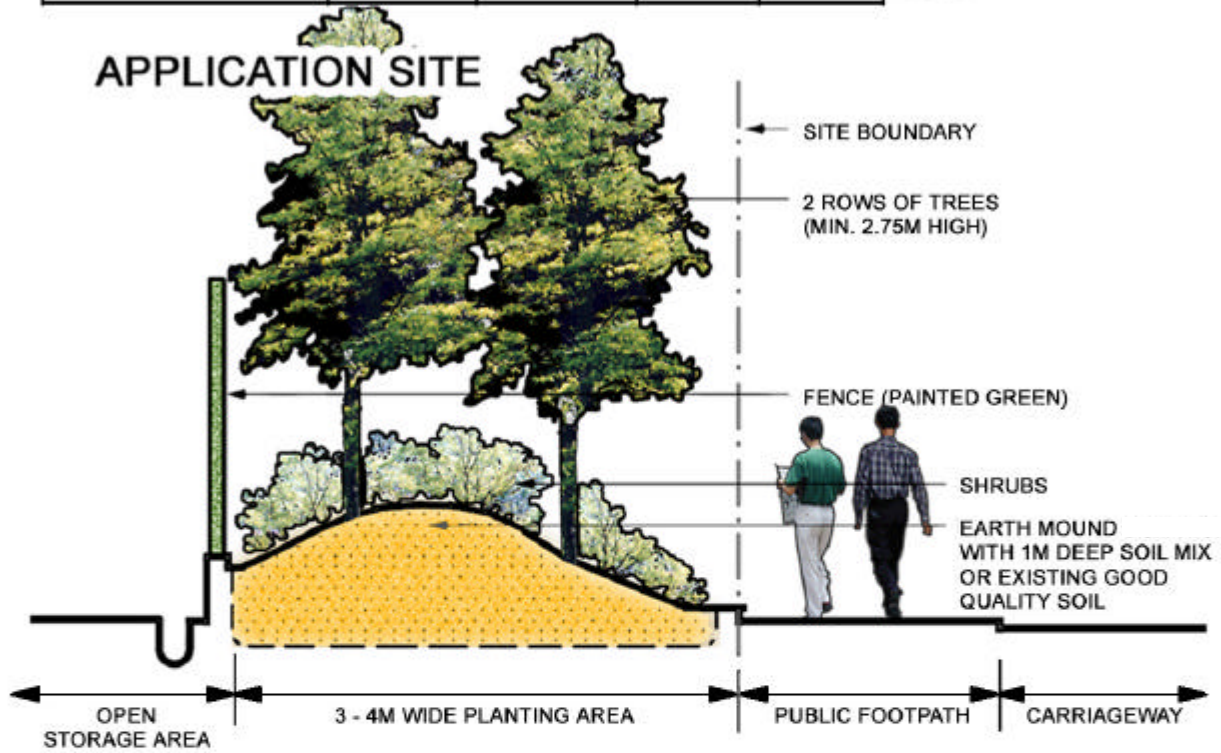 APPLICATION SITE
SITE BOUNDARY
2 ROWS OF TREES
(MIN. 2.75M HIGH)
FENCE (PAINTED GREEN)
SHRUBS
EARTH MOUND
WITH 1M DEEP SOIL MIX
OR EXISTING GOOD
QUALITY SOIL
OPEN
STORAGE AREA
3 - 4M WIDE PLANTING AREA
PUBLIC FOOTPATH
CARRIAGEWAY